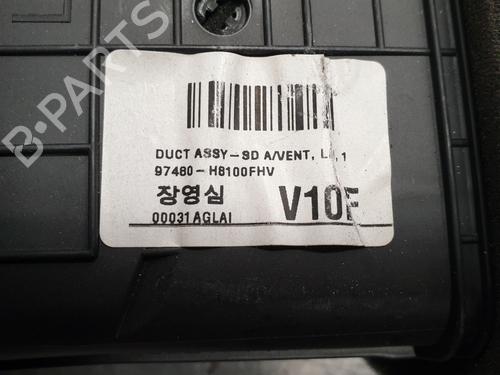 B-PARTS
DUCT ASSY-SD A/VENT, LH,1
97480-H8100FHV
장영심 V10F
00031AGLAI